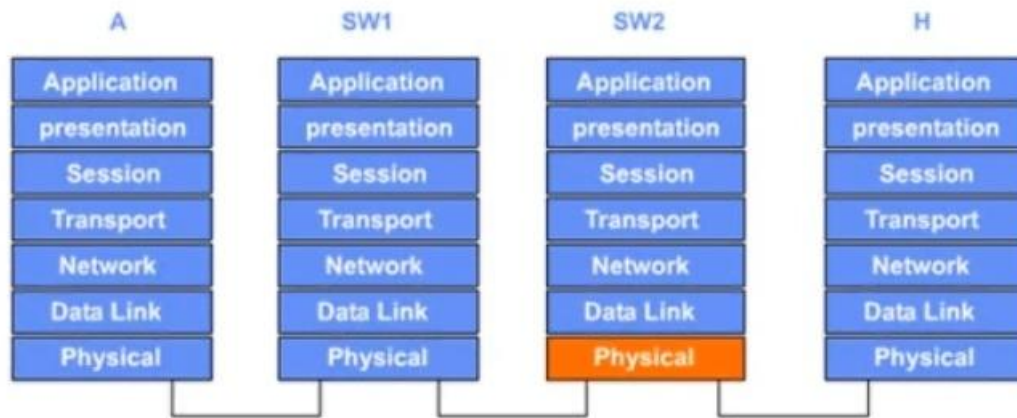 A SW1 SW2 H
Application Application Application Application
presentation presentation presentation presentation
Session Session Session Session
Transport Transport Transport Transport
Network Network Network Network
Data Link Data Link Data Link Data Link
Physical Physical Physical Physical